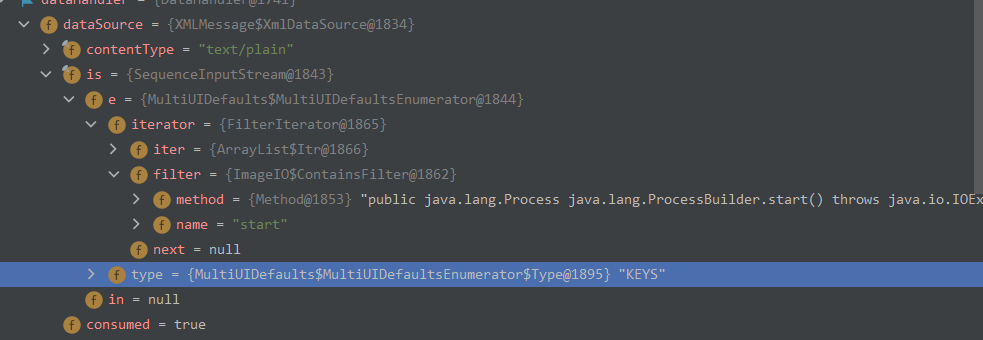 dataHandler = {DataHandler@1741}
dataSource = {XMLMessage$XmlDataSource@1834}
contentType = "text/plain"
is = {SequenceInputStream@1843}
e = {MultiUIDefaults$MultiUIDefaultsEnumerator@1844}
iterator = {FilterIterator@1865}
iter = {ArrayList$Itr@1866}
filter = {ImageIO$ContainsFilter@1862}
method = {Method@1853} "public java.lang.Process java.lang.ProcessBuilder.start() throws java.io.IOEx
name = "start"
next = null
type = {MultiUIDefaults$MultiUIDefaultsEnumerator$Type@1895} "KEYS"
in = null
consumed = true